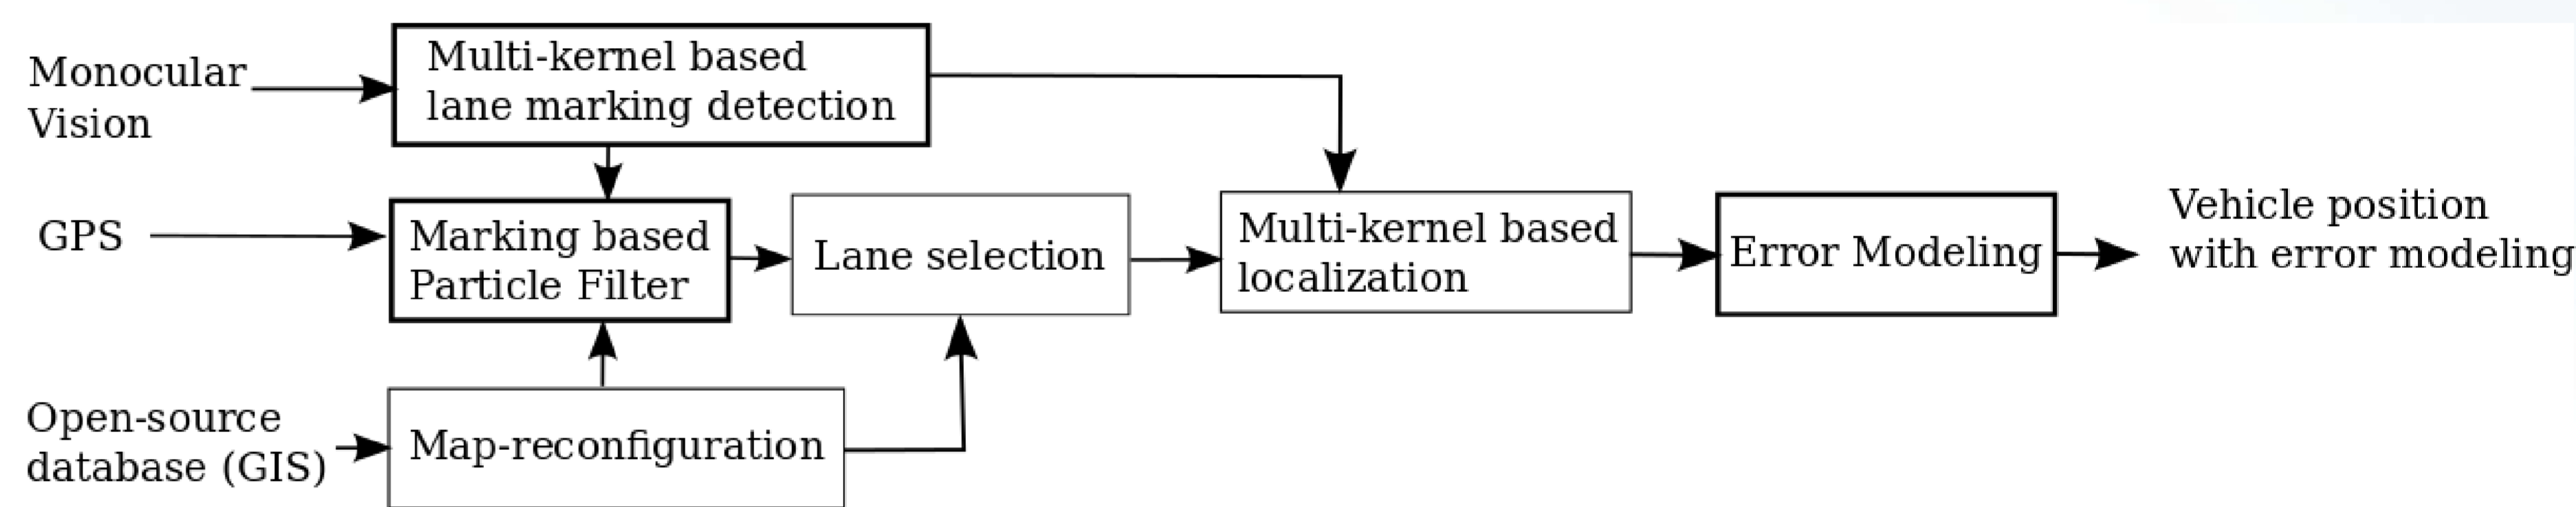 Monocular
Vision
Multi-kernel based
lane marking detection
GPS
Marking based
Particle Filter
Lane selection
Multi-kernel based
localization
Error Modeling
Vehicle position
with error modeling
Open-source
database (GIS)
Map-reconfiguration